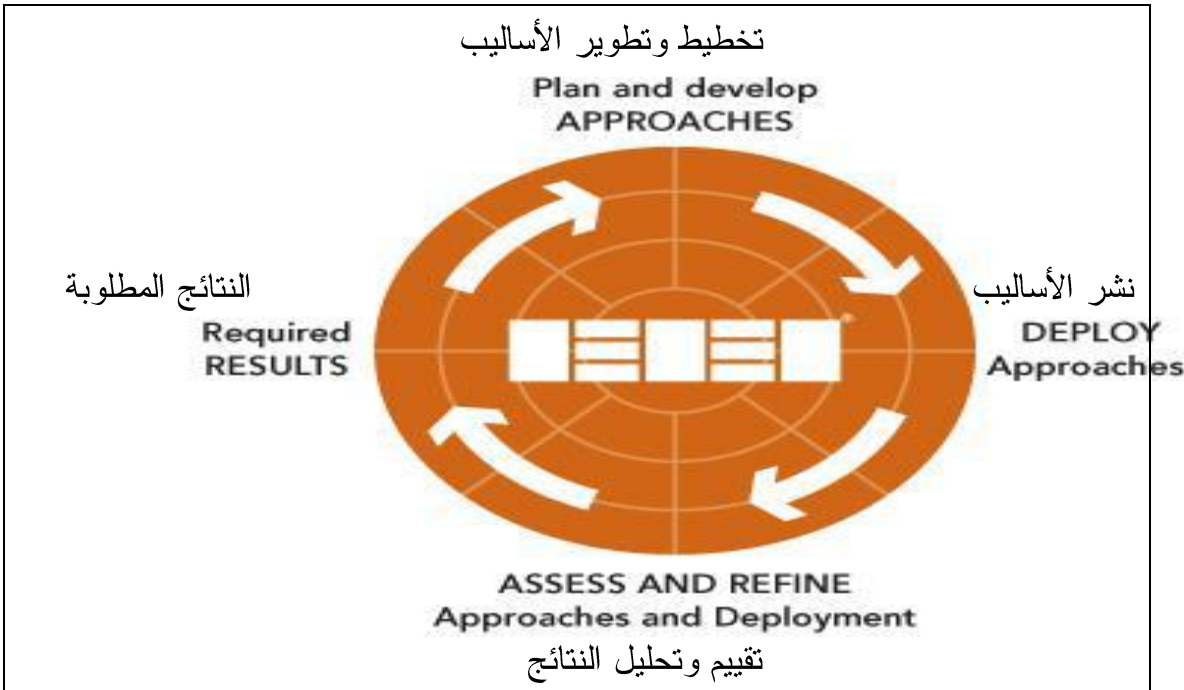 تخطيط وتطوير الأساليب
Plan and develop
APPROACHES
نشر الأساليب
DEPLOY
Approaches
النتائج المطلوبة
Required
RESULTS
ASSESS AND REFINE
Approaches and Deployment
تقييم وتحليل النتائج